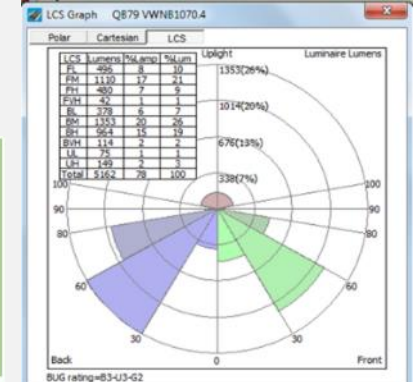 LCS Graph QB79 VWNB1070.4
Polar Cartesian LCS
Uplight Luminaire Lumens
LCS Lumens %Lamp %Lum
FL 496 8 10
FM 1110 17 21
FH 480 7 9
FVH 42 1 1
BL 378 6 7
BM 1353 20 26
BH 964 15 19
BVH 114 2 2
UL 75 1 1
UH 149 2 3
Total 5162 78 100
1353(26%)
1014(20%)
676(13%)
338(7%)
100 100
90 90
80 80
60 60
30 30
Back 0 Front
BUG rating=B3-U3-G2